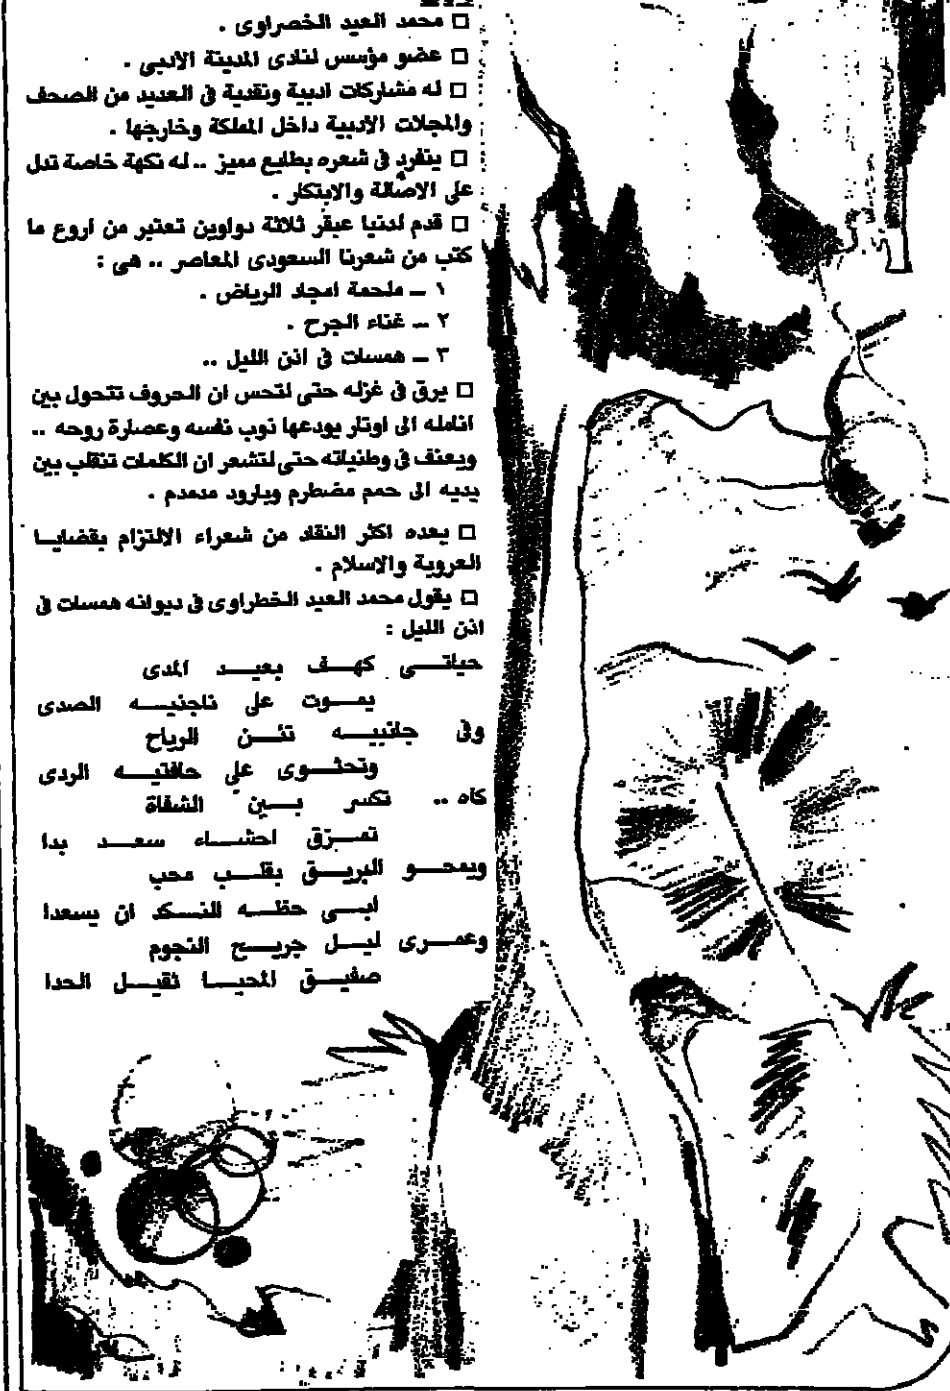 □ محمد العيد الخصراوى .
□ عضو مؤسس لنادى المدينة الادبى .
□ له مشاركات ادبية ونقدية فى العديد من الصحف
والمجلات الادبية داخل المملكة وخارجها .
□ يتفرد فى شعره بطابع مميز .. له نكهة خاصة تدل
على الاصالة والابتكار .
□ قدم لدنيا عبقر ثلاثة دواوين تعتبر من اروع ما
كتب من شعرنا السعودى المعاصر .. هى :
١ ــ ملحمة امجاد الرياض .
٢ ــ غناء الجرح .
٣ ــ همسات فى اذن الليل ..
□ يرق فى غزله حتى لتحس ان الحروف تتحول بين
انامله الى اوتار يودعها ذوب نفسه وعصارة روحه ..
ويعنف فى وطنياته حتى لتشعر ان الكلمات تنقلب بين
يديه الى حمم مضطرم وبارود مدمدم .
□ يعده اكثر النقاد من شعراء الالتزام بقضايا
العروبة والاسلام .
□ يقول محمد العيد الخطراوى فى ديوانه همسات فى
اذن الليل :
حياتى كهف بعيد المدى
يموت على ناجذيه الصدى
وفى جانبيه تئن الرياح
وتحثوى على حافتيه الردى
كاه .. تكسر بين الشفاة
تمزق احشاء سعد بدا
ويمحو البريق بقلب محب
ابى حظه النكد ان يسعدا
وعمرى ليل جريح النجوم
صفيق المحيا ثقيل الحدا